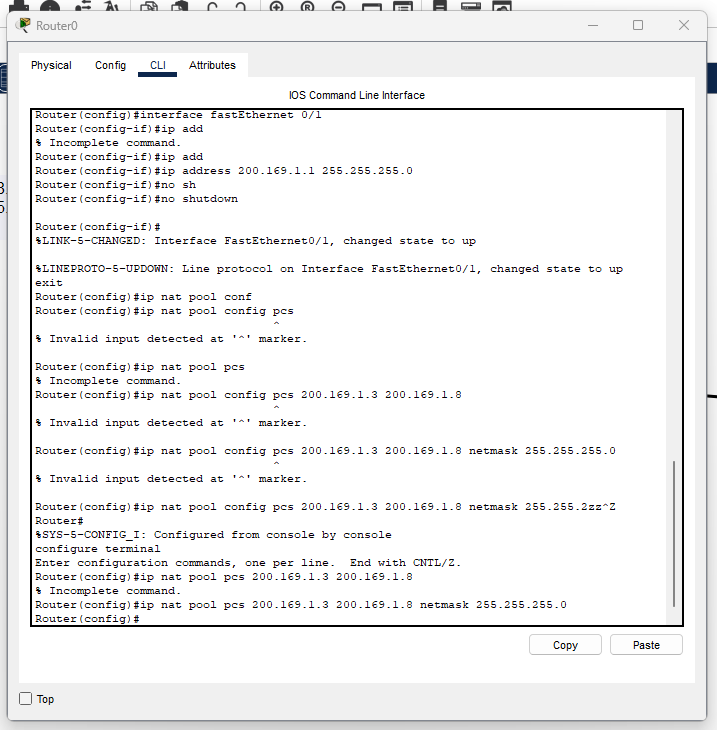 Router0
Physical Config CLI Attributes
IOS Command Line Interface
Router(config)#interface fastEthernet 0/1
Router(config-if)#ip add
% Incomplete command.
Router(config-if)#ip add
Router(config-if)#ip address 200.169.1.1 255.255.255.0
Router(config-if)#no sh
Router(config-if)#no shutdown
Router(config-if)#
%LINK-5-CHANGED: Interface FastEthernet0/1, changed state to up
%LINEPROTO-5-UPDOWN: Line protocol on Interface FastEthernet0/1, changed state to up
exit
Router(config)#ip nat pool conf
Router(config)#ip nat pool config pcs
^
% Invalid input detected at '^' marker.
Router(config)#ip nat pool pcs
% Incomplete command.
Router(config)#ip nat pool config pcs 200.169.1.3 200.169.1.8
^
% Invalid input detected at '^' marker.
Router(config)#ip nat pool config pcs 200.169.1.3 200.169.1.8 netmask 255.255.255.0
^
% Invalid input detected at '^' marker.
Router(config)#ip nat pool config pcs 200.169.1.3 200.169.1.8 netmask 255.255.2zz^Z
Router#
%SYS-5-CONFIG_I: Configured from console by console
configure terminal
Enter configuration commands, one per line.  End with CNTL/Z.
Router(config)#ip nat pool pcs 200.169.1.3 200.169.1.8
% Incomplete command.
Router(config)#ip nat pool pcs 200.169.1.3 200.169.1.8 netmask 255.255.255.0
Router(config)#
Copy Paste
Top